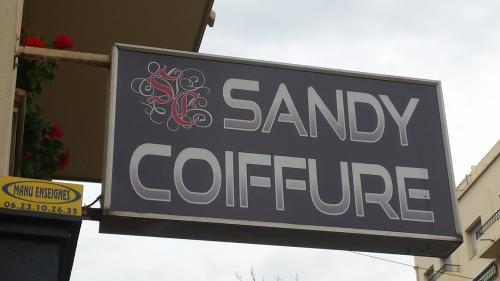 SC
SANDY
COIFFURE
MANU ENSEIGNES
06.23.10.26.35